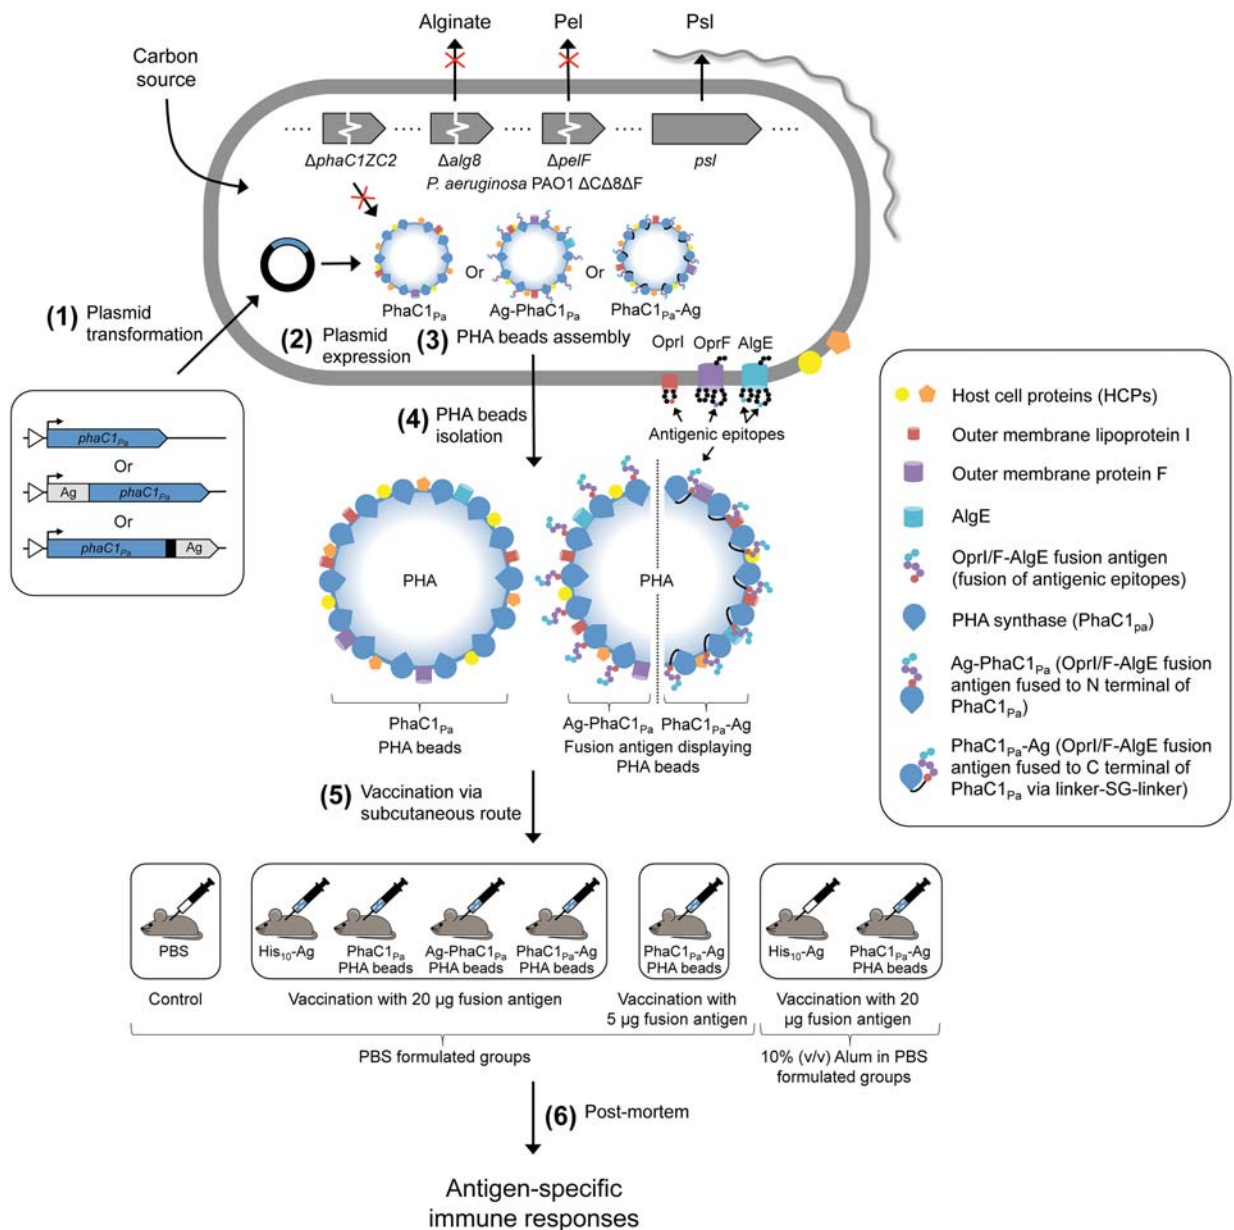 Alginate
Pel
Psl
Carbon
source
ΔphaC1ZC2
Δalg8
ΔpelF
psl
P. aeruginosa PAO1 ΔCΔ8ΔF
Or
Or
PhaC1Pa
Ag-PhaC1Pa
PhaC1Pa-Ag
(1) Plasmid
transformation
(2) Plasmid
expression
(3) PHA beads assembly
OprI OprF AlgE
(4) PHA beads
isolation
Antigenic epitopes
phaC1Pa
Or
Ag phaC1Pa
Or
phaC1Pa Ag
PHA
PHA
PhaC1Pa
PHA beads
Ag-PhaC1Pa PhaC1Pa-Ag
Fusion antigen displaying
PHA beads
Host cell proteins (HCPs)
Outer membrane lipoprotein I
Outer membrane protein F
AlgE
OprI/F-AlgE fusion antigen
(fusion of antigenic epitopes)
PHA synthase (PhaC1pa)
Ag-PhaC1Pa (OprI/F-AlgE fusion
antigen fused to N terminal of
PhaC1Pa)
PhaC1Pa-Ag (OprI/F-AlgE fusion
antigen fused to C terminal of
PhaC1Pa via linker-SG-linker)
(5) Vaccination via
subcutaneous route
PBS
His10-Ag
PhaC1Pa
PHA beads
Ag-PhaC1Pa
PHA beads
PhaC1Pa-Ag
PHA beads
PhaC1Pa-Ag
PHA beads
His10-Ag
PhaC1Pa-Ag
PHA beads
Control
Vaccination with 20 µg fusion antigen
Vaccination with
5 µg fusion antigen
Vaccination with 20
µg fusion antigen
PBS formulated groups
10% (v/v) Alum in PBS
formulated groups
(6) Post-mortem
Antigen-specific
immune responses